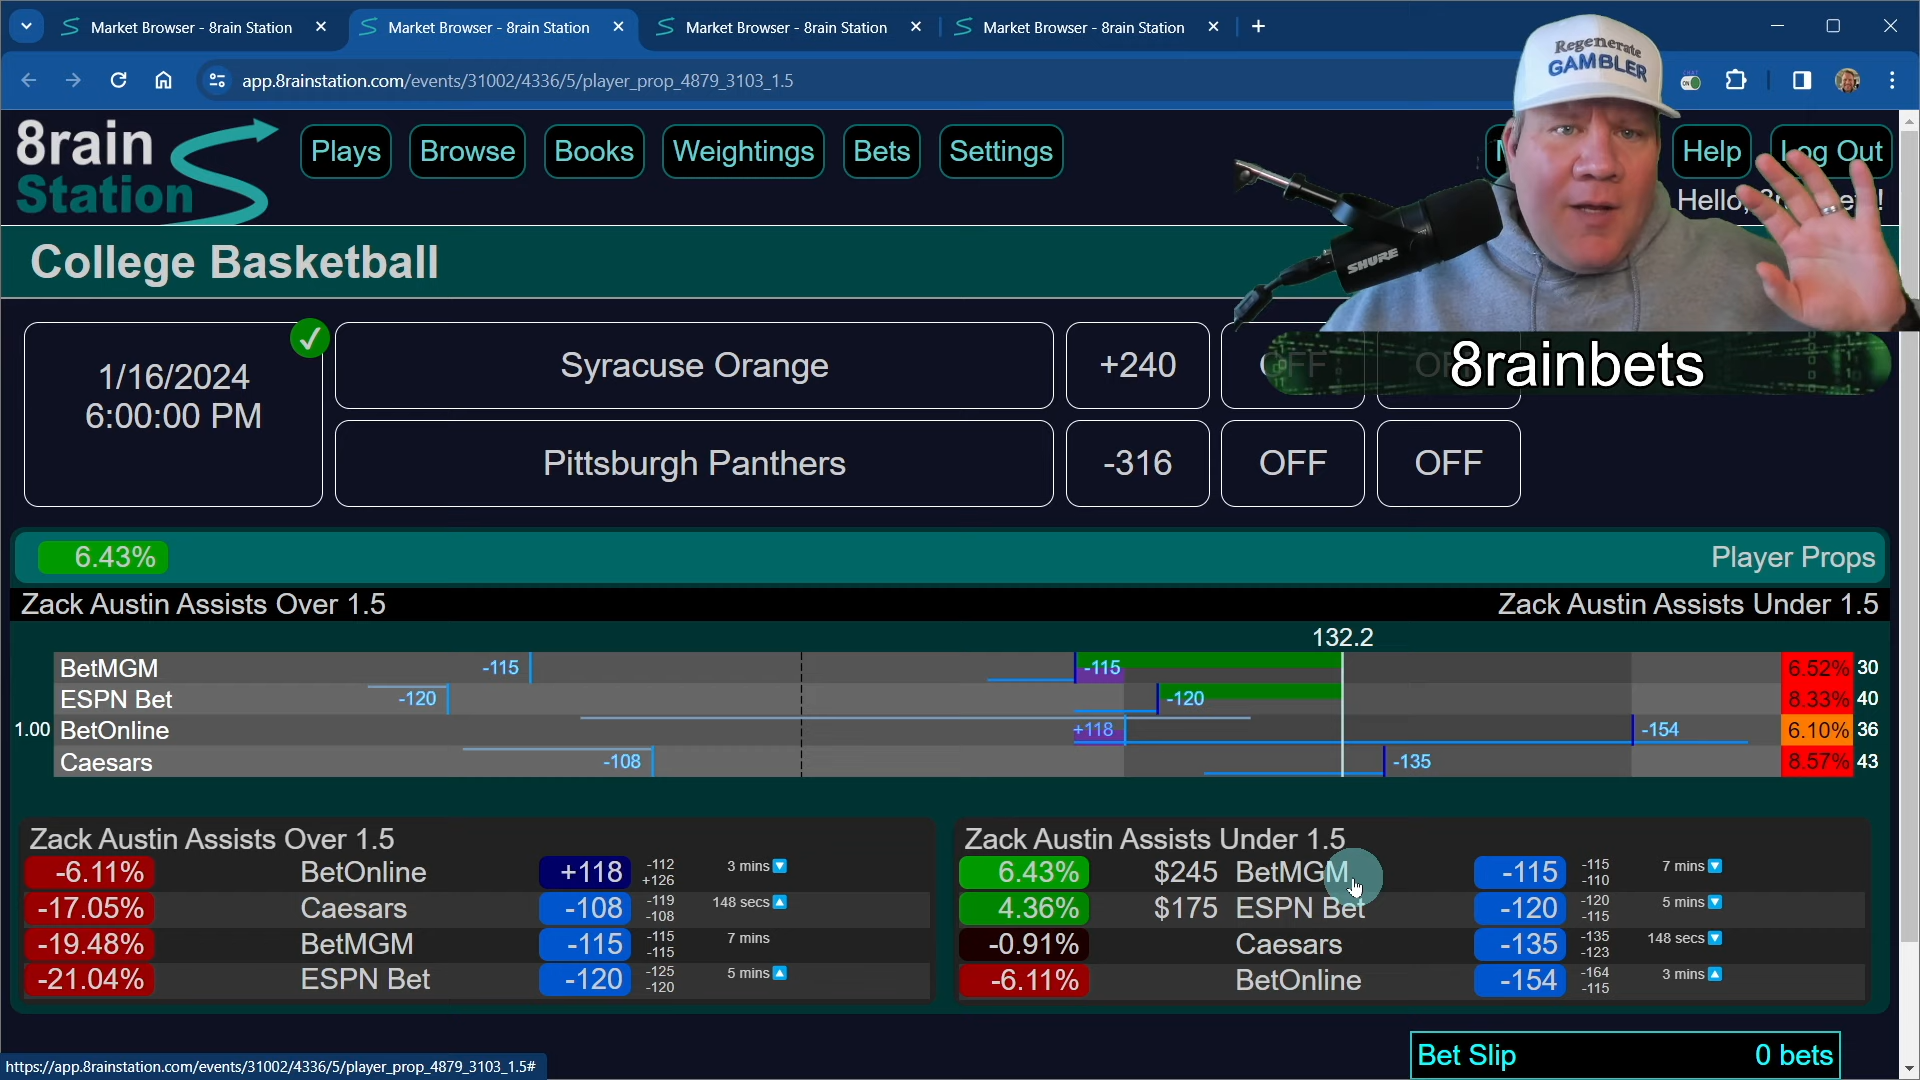 Market Browser - 8rain Station
Market Browser - 8rain Station
Market Browser - 8rain Station
Market Browser - 8rain Station
app.8rainstation.com/events/31002/4336/5/player_prop_4879_3103_1.5
Regenerate
GAMBLER
8rain
Station
Plays
Browse
Books
Weightings
Bets
Settings
Help
Log Out
Hello,
SHURE
College Basketball
1/16/2024
6:00:00 PM
Syracuse Orange
+240
8rainbets
Pittsburgh Panthers
-316
OFF
OFF
6.43%
Player Props
Zack Austin Assists Over 1.5
Zack Austin Assists Under 1.5
132.2
BetMGM -115 -115 6.52% 30
ESPN Bet -120 -120 8.33% 40
1.00 BetOnline +118 -154 6.10% 36
Caesars -108 -135 8.57% 43
Zack Austin Assists Over 1.5
-6.11% BetOnline +118 -112 +126 3 mins
-17.05% Caesars -108 -119 -108 148 secs
-19.48% BetMGM -115 -115 -115 7 mins
-21.04% ESPN Bet -120 -125 -120 5 mins
Zack Austin Assists Under 1.5
6.43% $245 BetMGM -115 -115 -110 7 mins
4.36% $175 ESPN Bet -120 -120 -115 5 mins
-0.91% Caesars -135 -135 -123 148 secs
-6.11% BetOnline -154 -164 -115 3 mins
Bet Slip 0 bets
https://app.8rainstation.com/events/31002/4336/5/player_prop_4879_3103_1.5#